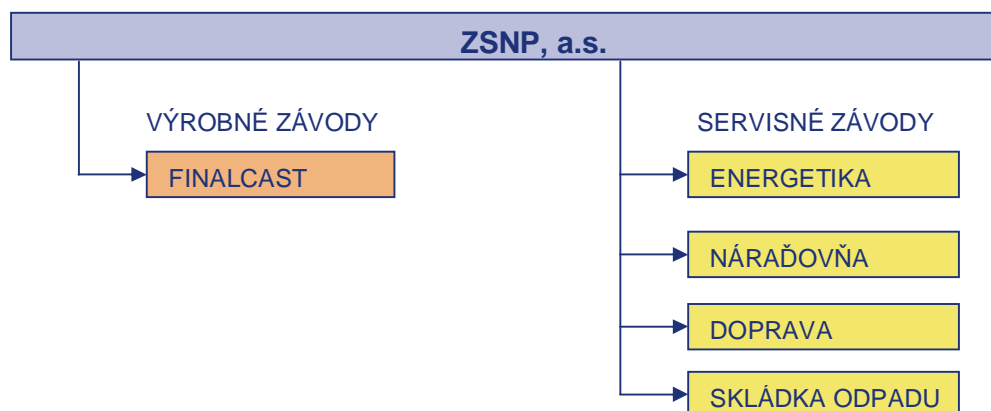 ZSNP, a.s.
VÝROBNÉ ZÁVODY
FINALCAST
SERVISNÉ ZÁVODY
ENERGETIKA
NÁRAĎOVŇA
DOPRAVA
SKLÁDKA ODPADU